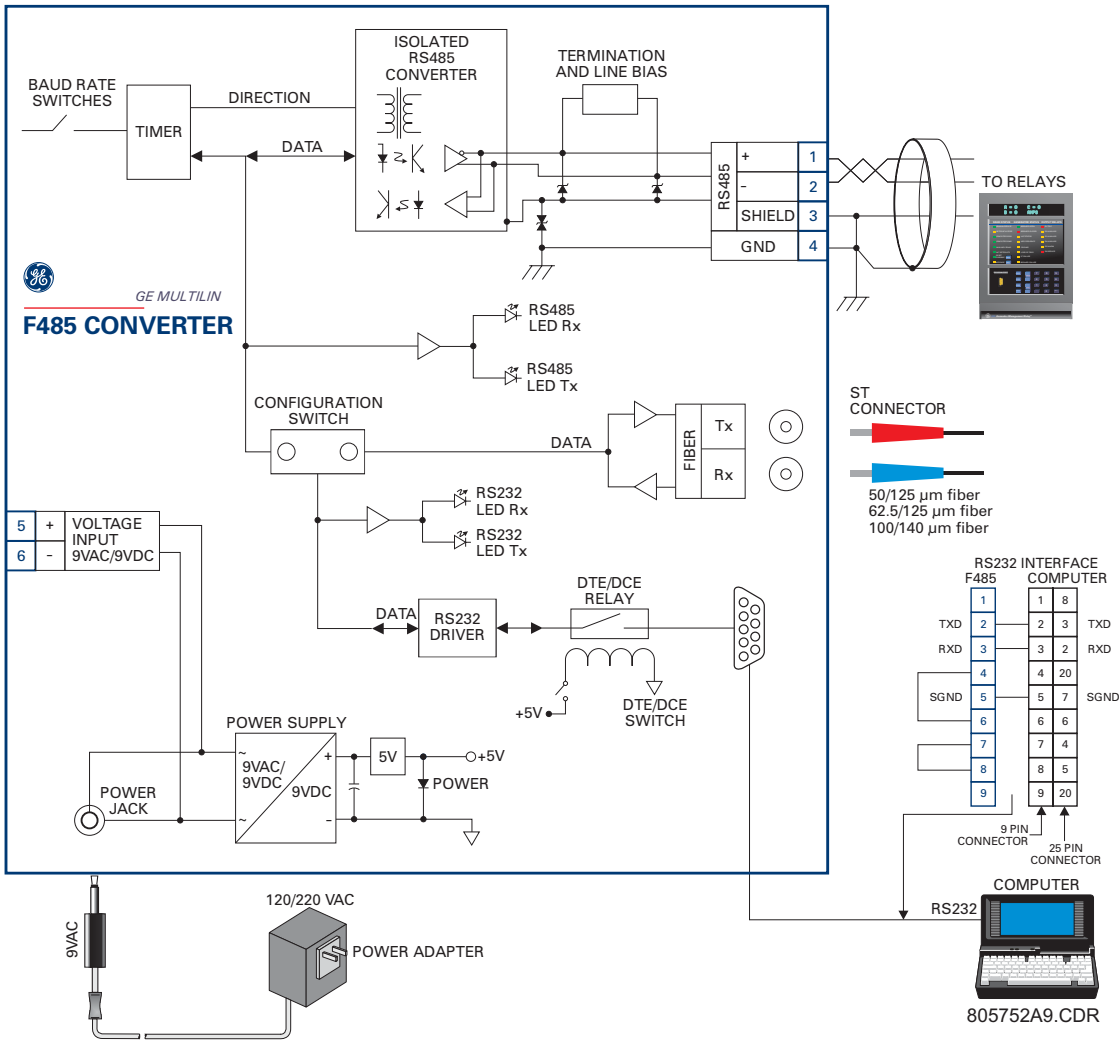 ISOLATED
RS485
CONVERTER
TERMINATION
AND LINE BIAS
BAUD RATE
SWITCHES
TIMER
DIRECTION
DATA
RS485
+ 1
- 2
SHIELD 3
GND 4
TO RELAYS
GE MULTILIN
F485 CONVERTER
RS485
LED Rx
RS485
LED Tx
CONFIGURATION
SWITCH
DATA
FIBER
Tx
Rx
ST
CONNECTOR
50/125 µm fiber
62.5/125 µm fiber
100/140 µm fiber
5 +
6 -
VOLTAGE
INPUT
9VAC/9VDC
RS232
LED Rx
RS232
LED Tx
DATA
RS232
DRIVER
DTE/DCE
RELAY
+5V
DTE/DCE
SWITCH
RS232 INTERFACE
F485 COMPUTER
1 1 8
TXD 2 2 3 TXD
RXD 3 3 2 RXD
4 4 20
SGND 5 5 7 SGND
6 6 6
7 7 4
8 8 5
9 9 20
9 PIN
CONNECTOR
25 PIN
CONNECTOR
POWER SUPPLY
~
~
9VAC/
9VDC
9VDC
+
-
5V
+5V
POWER
POWER
JACK
9VAC
120/220 VAC
POWER ADAPTER
COMPUTER
RS232
805752A9.CDR